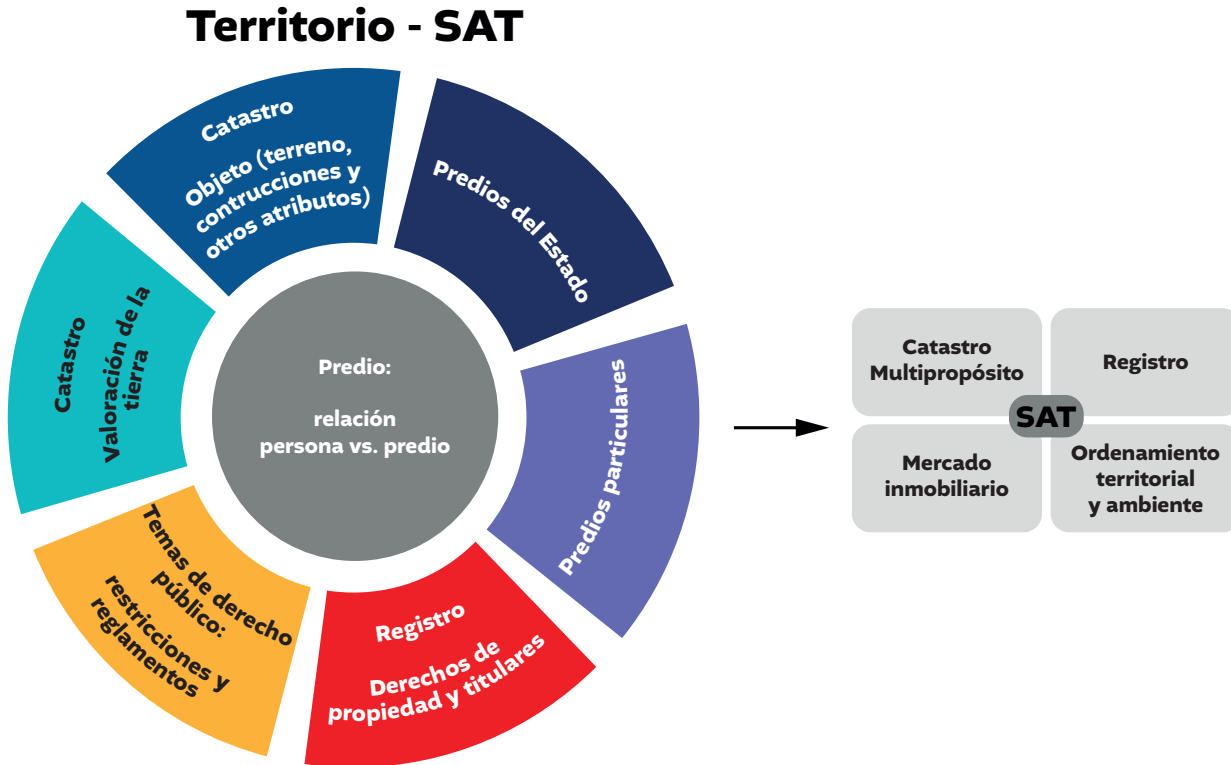 Territorio - SAT
Catastro
Objeto (terreno,
contrucciones y
otros atributos)
Predios del Estado
Predios particulares
Registro
Derechos de
propiedad y titulares
Temas de derecho
público:
restricciones y
reglamentos
Catastro
Valoración de la
tierra
Predio:
relación
persona vs. predio
Catastro
Multipropósito
Registro
SAT
Mercado
inmobiliario
Ordenamiento
territorial
y ambiente